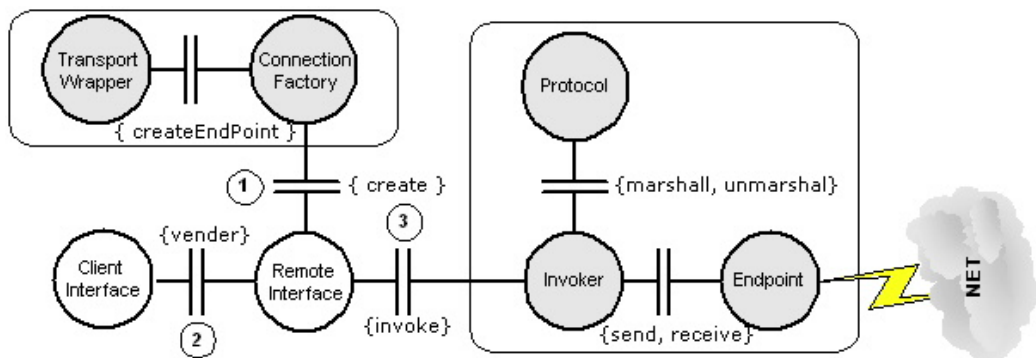 Transport
Wrapper
Connection
Factory
{ createEndPoint }
Protocol
1
{ create }
{marshall, unmarshal}
3
{vender}
Client
Interface
Remote
Interface
Invoker
Endpoint
NET
2
{invoke}
{send, receive}